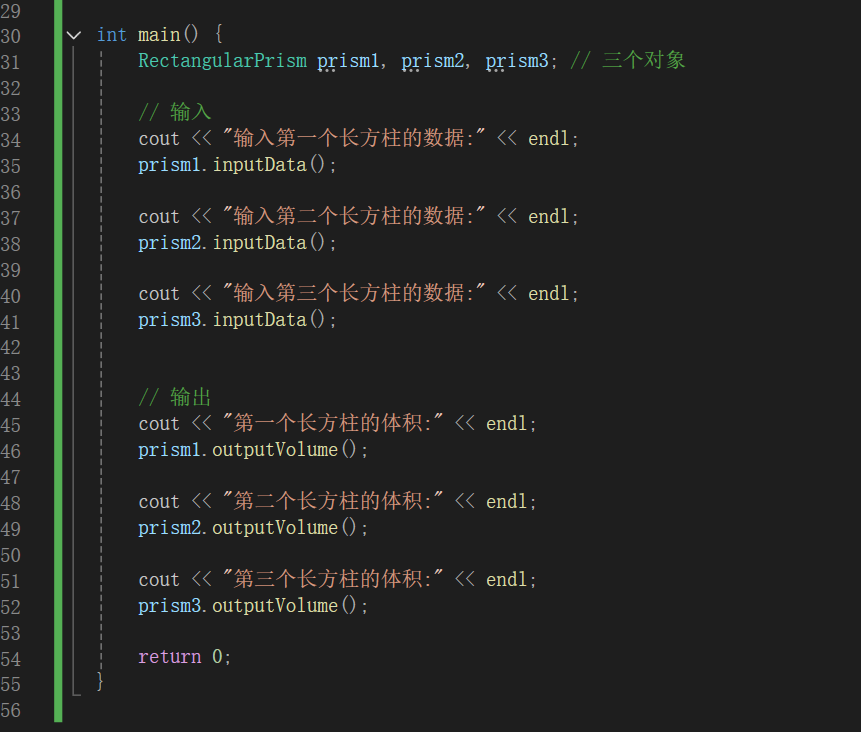 29
30 int main() {
31 RectangularPrism prism1, prism2, prism3; // 三个对象
32
33 // 输入
34 cout << "输入第一个长方柱的数据:" << endl;
35 prism1.inputData();
36
37 cout << "输入第二个长方柱的数据:" << endl;
38 prism2.inputData();
39
40 cout << "输入第三个长方柱的数据:" << endl;
41 prism3.inputData();
42
43
44 // 输出
45 cout << "第一个长方柱的体积:" << endl;
46 prism1.outputVolume();
47
48 cout << "第二个长方柱的体积:" << endl;
49 prism2.outputVolume();
50
51 cout << "第三个长方柱的体积:" << endl;
52 prism3.outputVolume();
53
54 return 0;
55 }
56